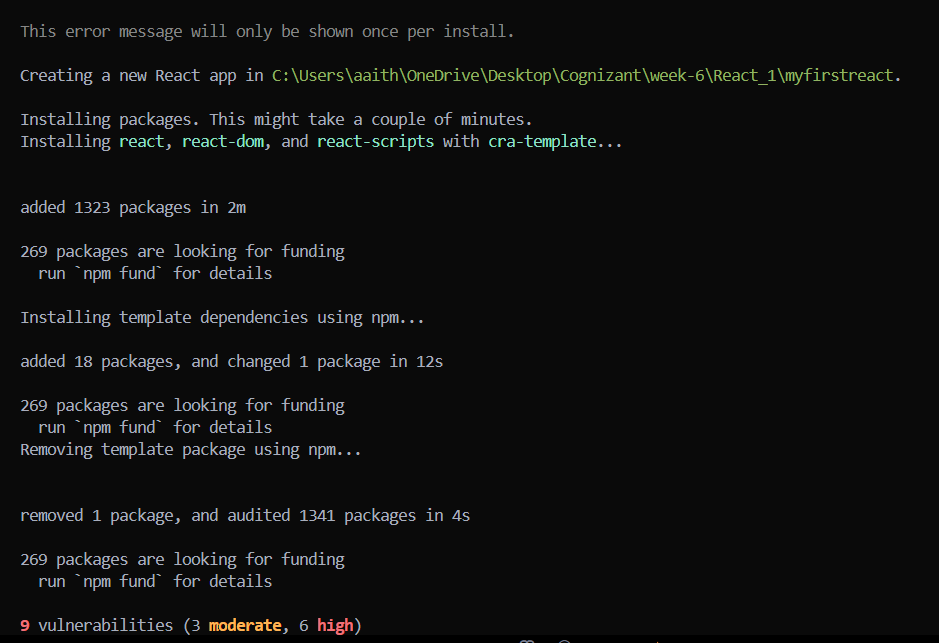 This error message will only be shown once per install.
Creating a new React app in C:\Users\aaith\OneDrive\Desktop\Cognizant\week-6\React_1\myfirstreact.
Installing packages. This might take a couple of minutes.
Installing react, react-dom, and react-scripts with cra-template...
added 1323 packages in 2m
269 packages are looking for funding
  run `npm fund` for details
Installing template dependencies using npm...
added 18 packages, and changed 1 package in 12s
269 packages are looking for funding
  run `npm fund` for details
Removing template package using npm...
removed 1 package, and audited 1341 packages in 4s
269 packages are looking for funding
  run `npm fund` for details
9 vulnerabilities (3 moderate, 6 high)